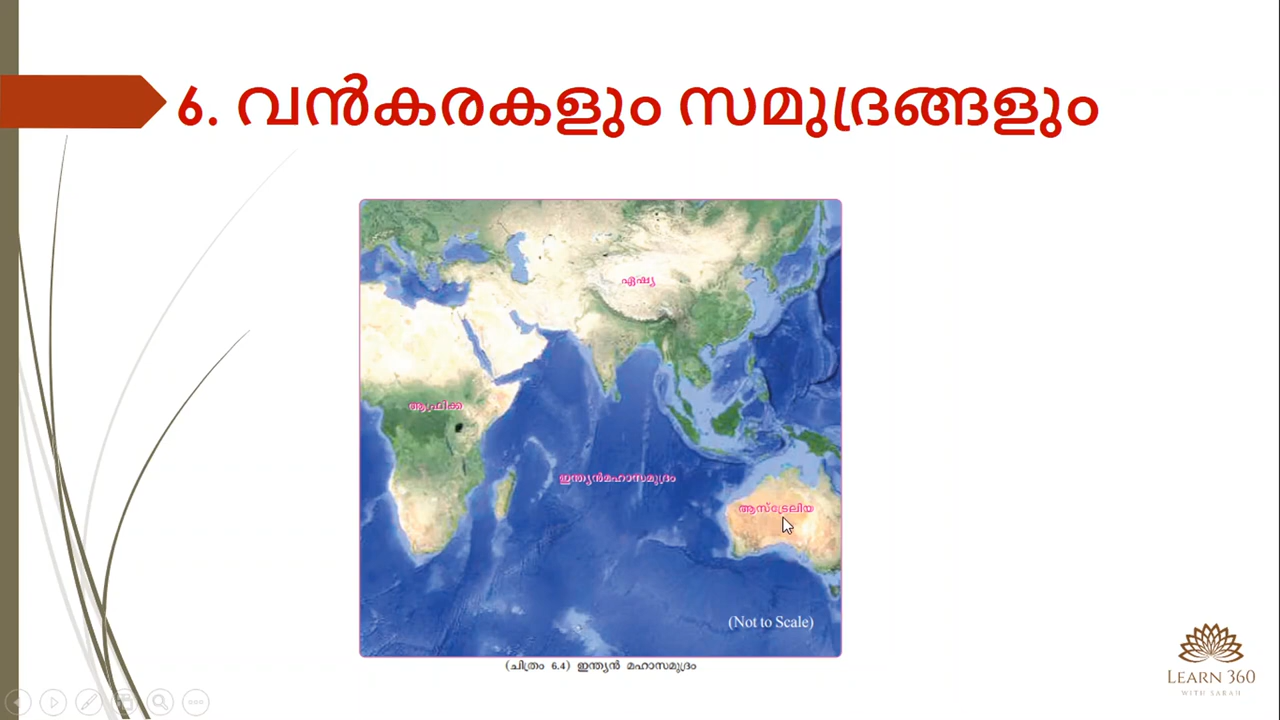 6. വൻകരകളും സമുദ്രങ്ങളും
ഏഷ്യ
ആഫ്രിക്ക
ഇന്ത്യൻമഹാസമുദ്രം
ആസ്ട്രേലിയ
(Not to Scale)
(ചിത്രം 6.4) ഇന്ത്യൻ മഹാസമുദ്രം
LEARN 360
WITH SARAH